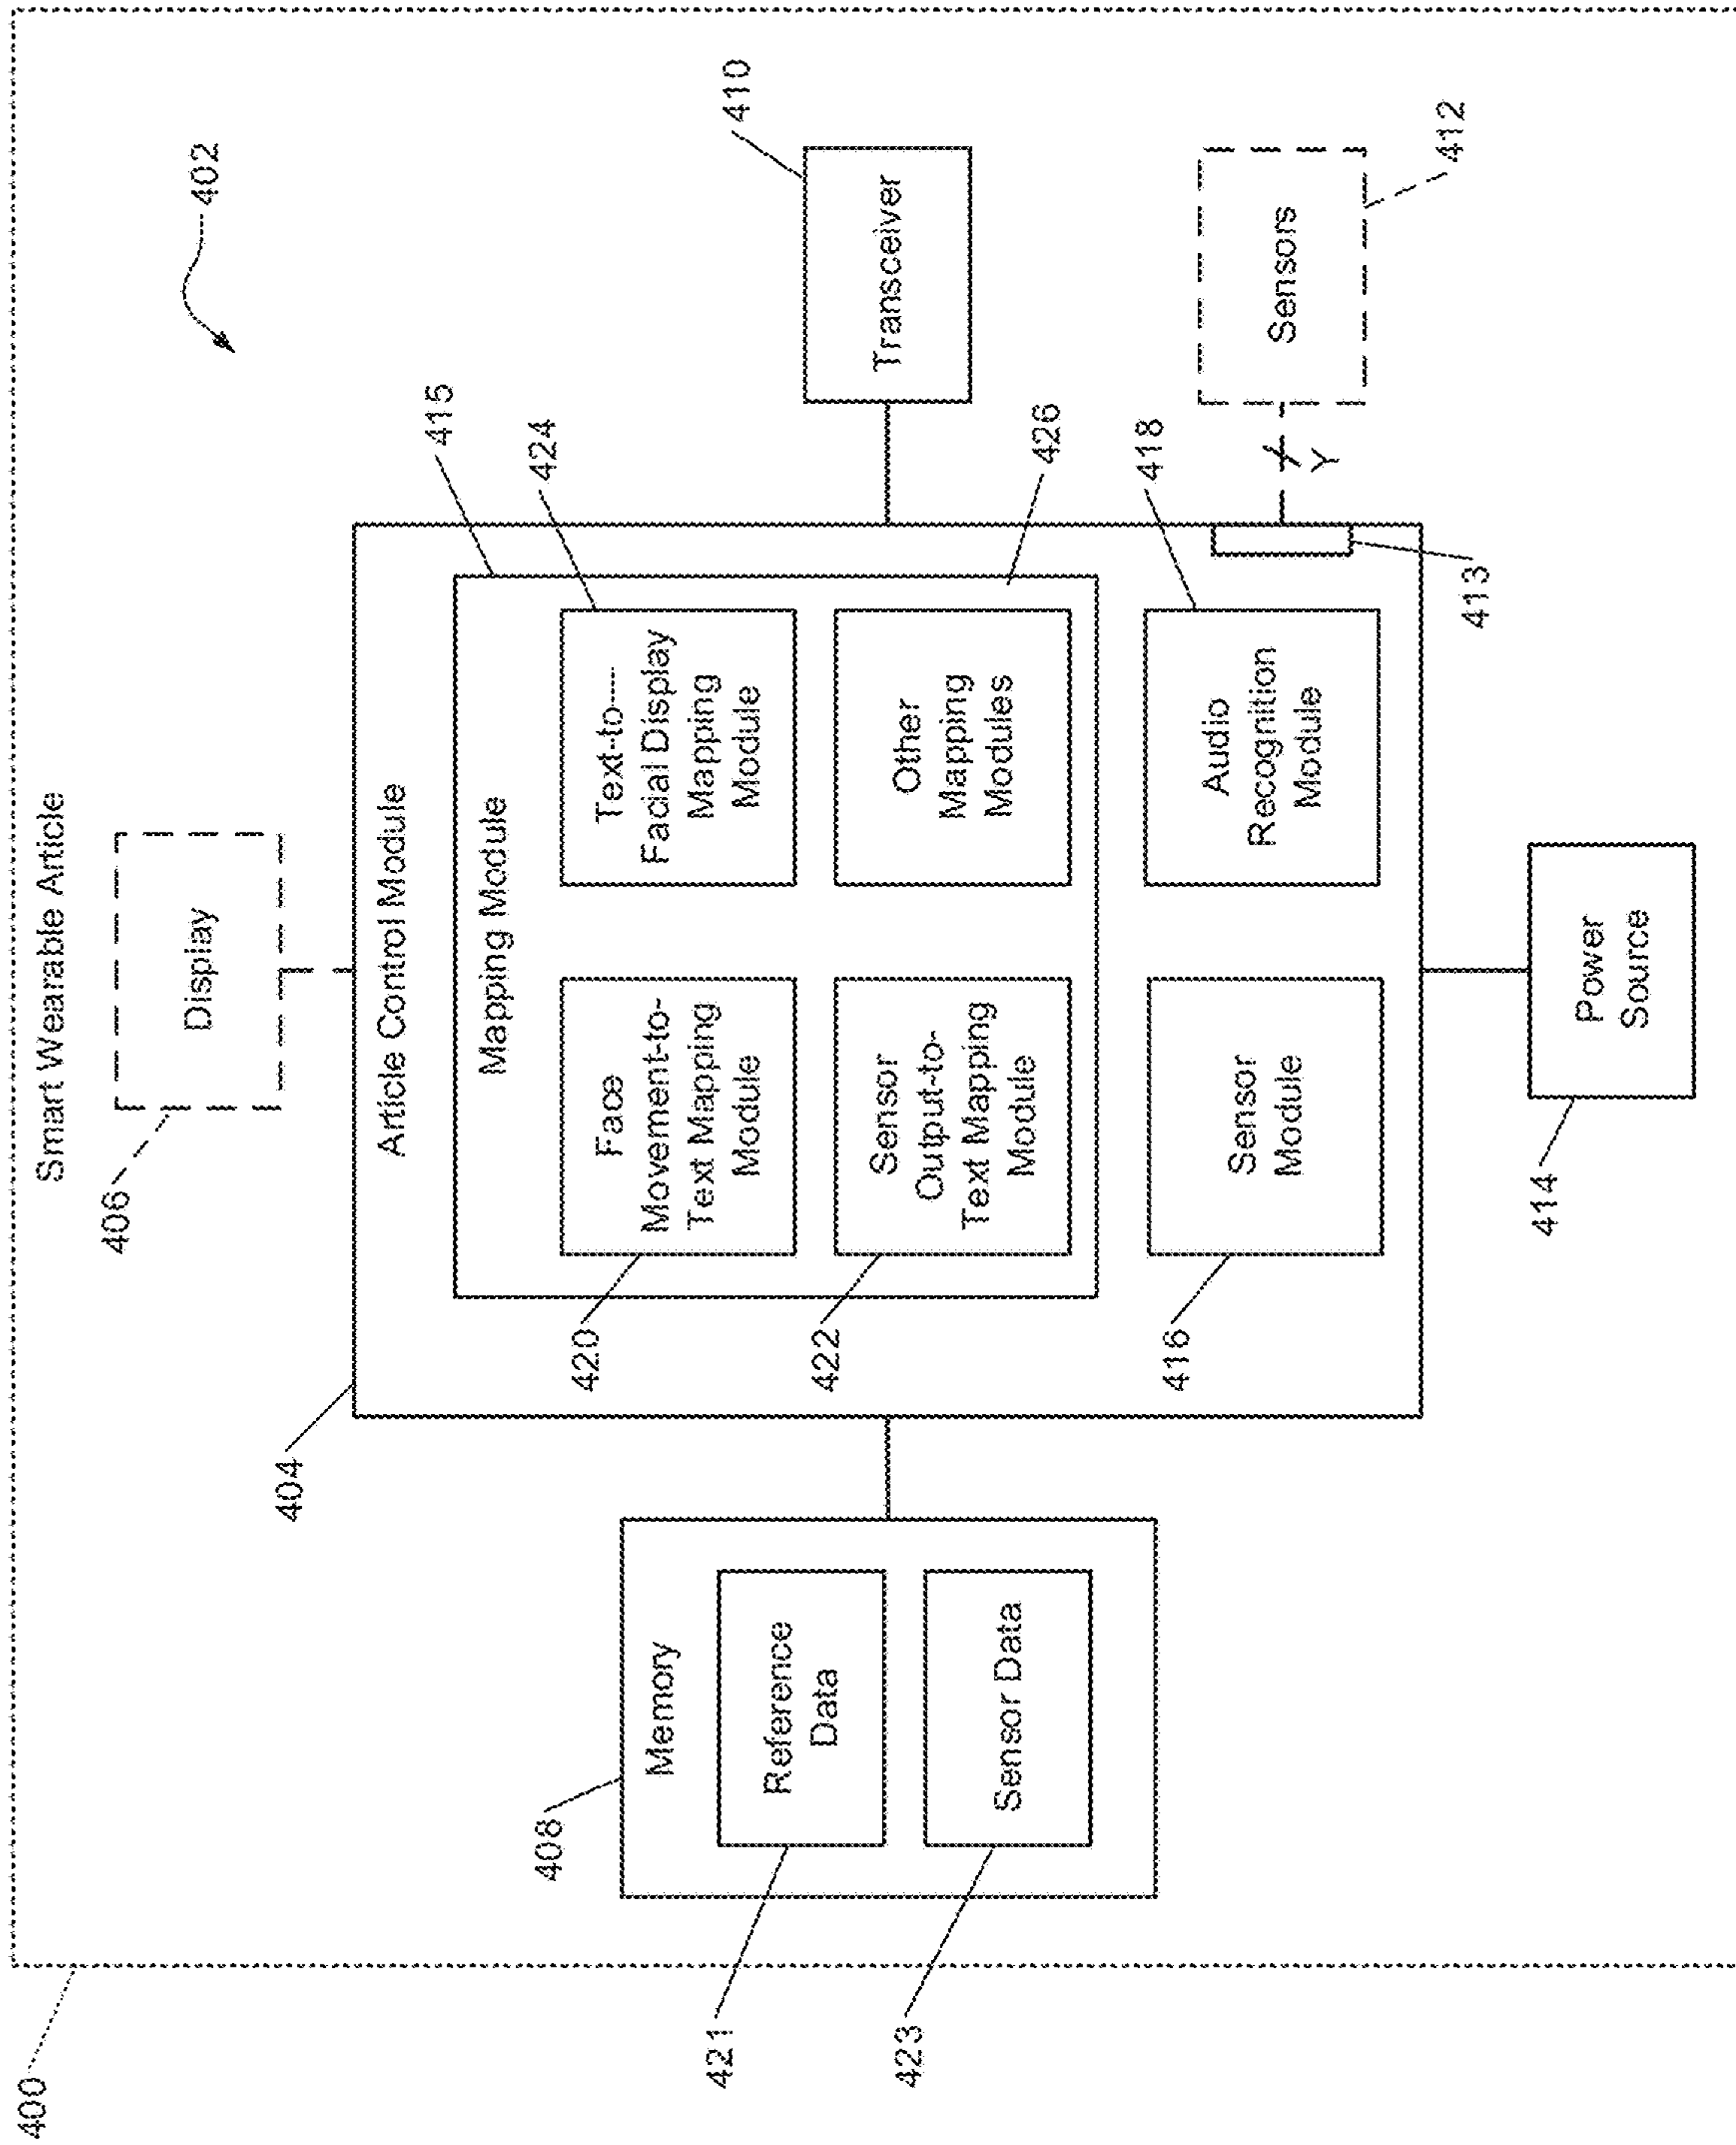 400
Smart Wearable Article
402
406
Display
404
Article Control Module
415
Mapping Module
420
Face
Movement-to-
Text Mapping
Module
424
Text-to-
Facial Display
Mapping
Module
422
Sensor
Output-to-
Text Mapping
Module
426
Other
Mapping
Modules
416
Sensor
Module
418
Audio
Recognition
Module
408
Memory
421
Reference
Data
423
Sensor Data
410
Transceiver
412
Sensors
Y
413
414
Power
Source